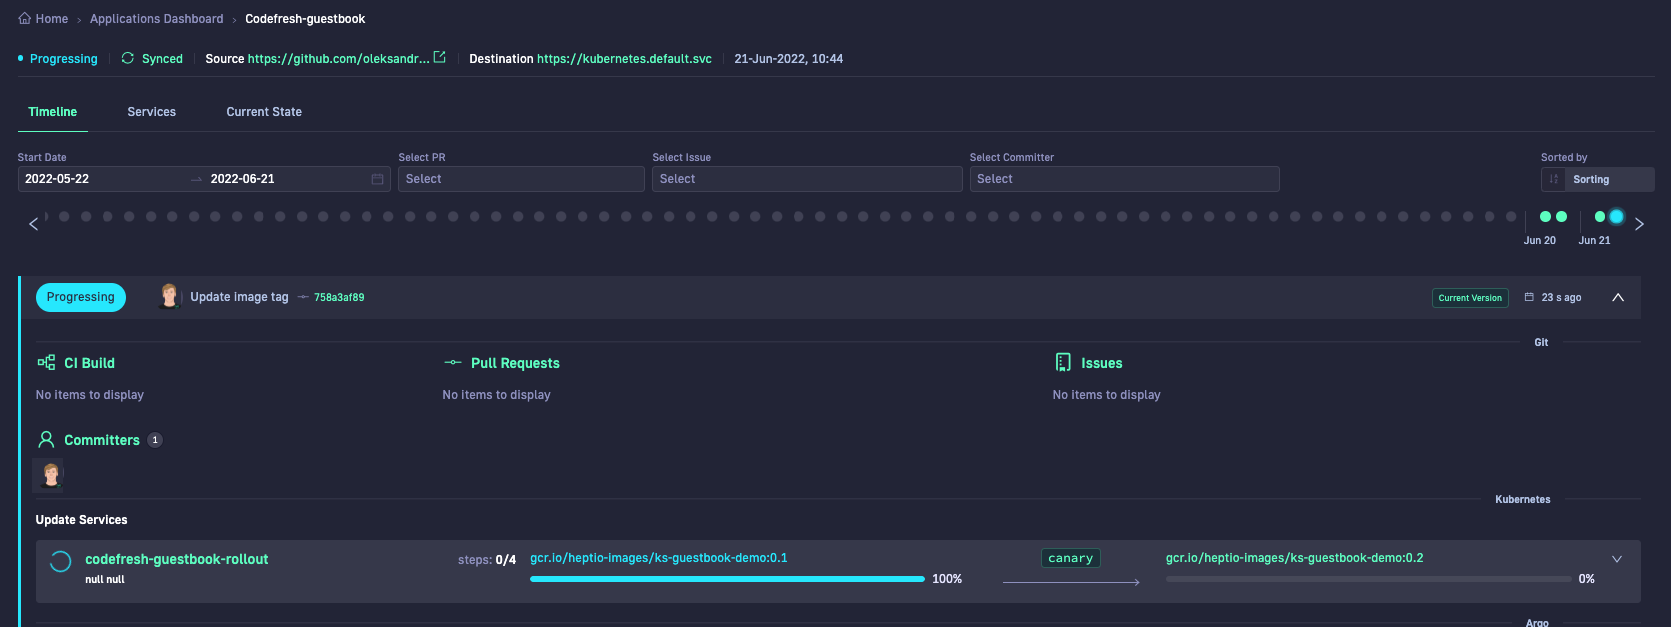 Home > Applications Dashboard > Codefresh-guestbook
Progressing Synced Source https://github.com/oleksandr... Destination https://kubernetes.default.svc 21-Jun-2022, 10:44
Timeline Services Current State
Start Date Select PR Select Issue Select Committer Sorted by
2022-05-22 → 2022-06-21 Select Select Select Sorting
Jun 20 Jun 21
Progressing Update image tag 758a3af89 Current Version 23 s ago
Git
CI Build Pull Requests Issues
No items to display No items to display No items to display
Committers 1
Kubernetes
Update Services
codefresh-guestbook-rollout steps: 0/4 gcr.io/heptio-images/ks-guestbook-demo:0.1 canary gcr.io/heptio-images/ks-guestbook-demo:0.2
null null 100% 0%
Argo